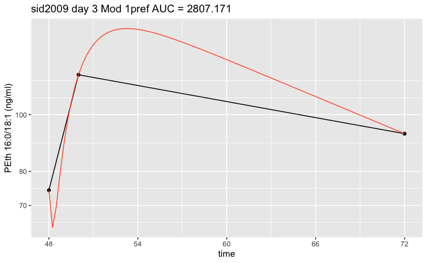 sid2009 day 3 Mod 1pref AUC = 2807.171
PEth 16:0/18:1 (ng/ml)
100
80
70
48
54
60
66
72
time